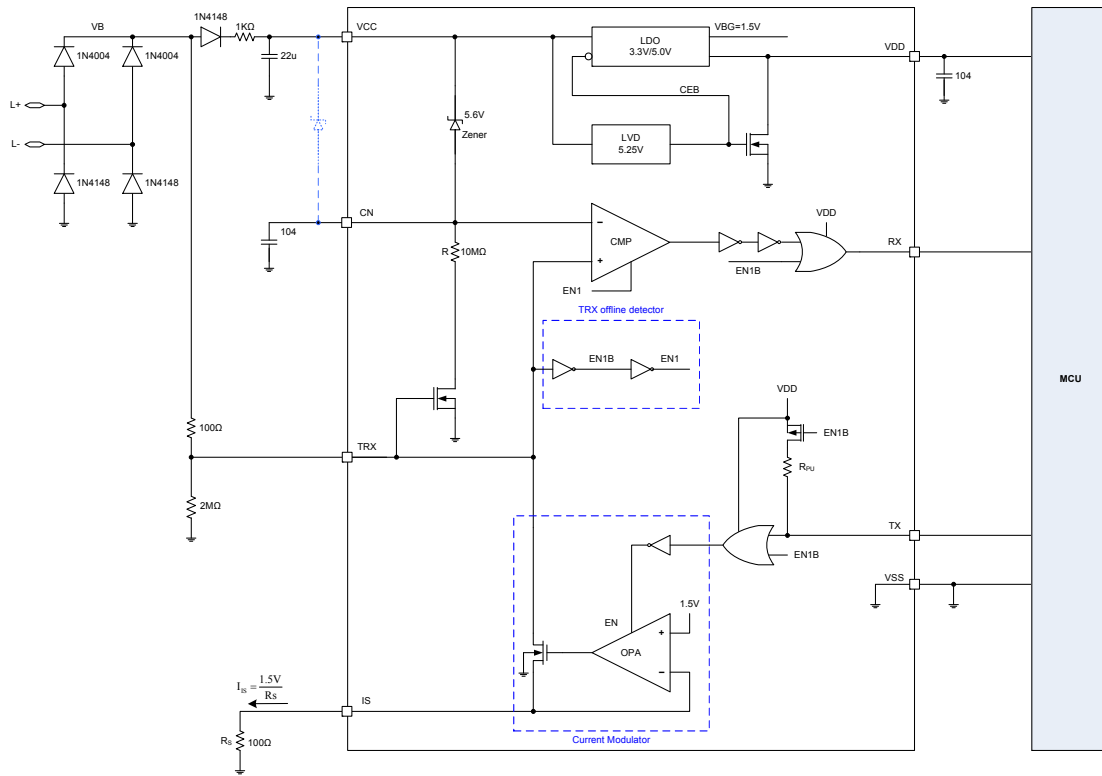 VB
1N4148
1KΩ
VCC
1N4004
1N4004
22u
L+
L-
1N4148
1N4148
LDO
3.3V/5.0V
VBG=1.5V
VDD
104
CEB
5.6V
Zener
LVD
5.25V
CN
104
R
10MΩ
CMP
EN1
VDD
EN1B
RX
TRX offline detector
EN1B
EN1
MCU
100Ω
TRX
2MΩ
VDD
EN1B
RPU
TX
EN1B
VSS
1.5V
EN
OPA
IIS = 1.5V
Rs
IS
RS
100Ω
Current Modulator